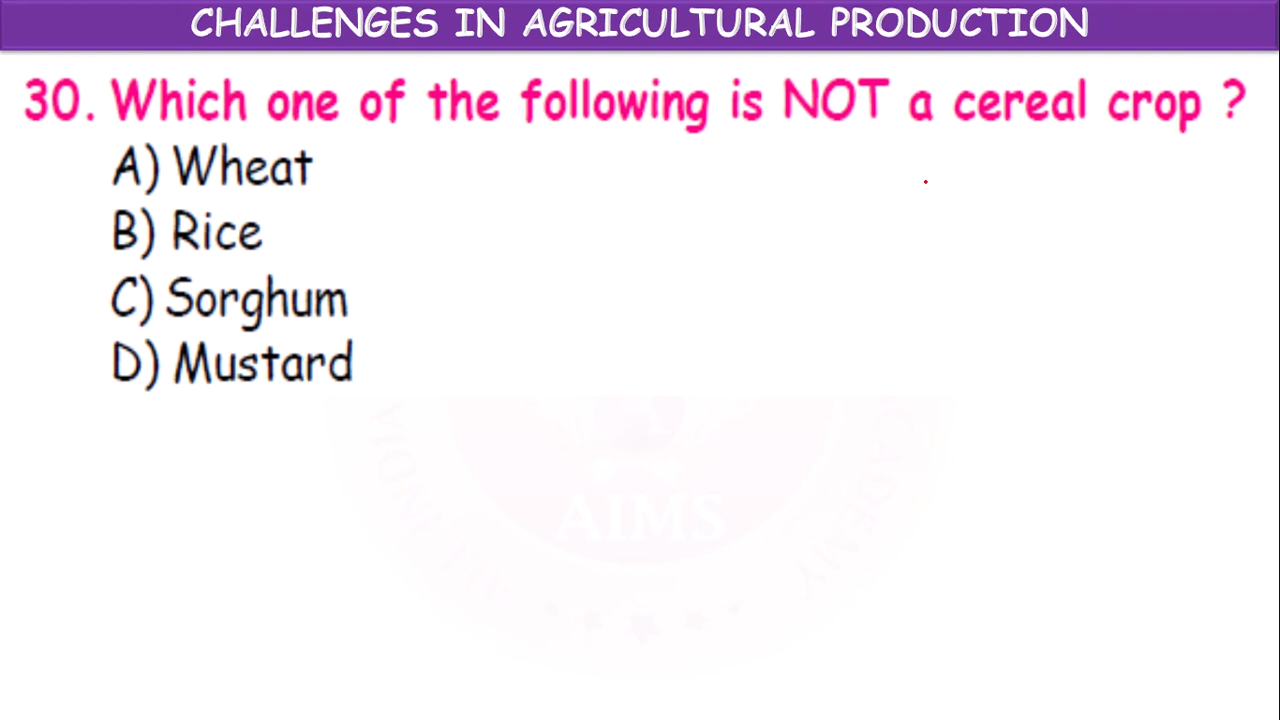 CHALLENGES IN AGRICULTURAL PRODUCTION
30. Which one of the following is NOT a cereal crop ?
A) Wheat
B) Rice
C) Sorghum
D) Mustard
AIMS